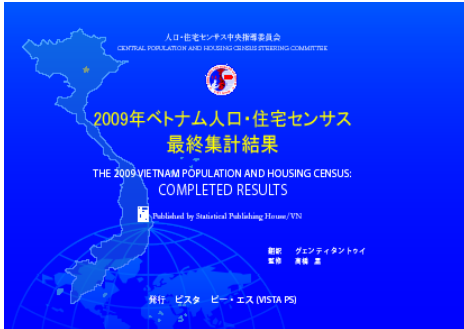 人口・住宅センサス中央指導委員会
CENTRAL POPULATION AND HOUSING CENSUS STEERING COMMITTEE
2009年ベトナム人口・住宅センサス
最終集計結果
THE 2009 VIETNAM POPULATION AND HOUSING CENSUS:
COMPLETED RESULTS
Published by Statistical Publishing House/VN
翻訳 グェンティタントゥイ
監修 高橋
発行 ビスタ ピー・エス (VISTA PS)